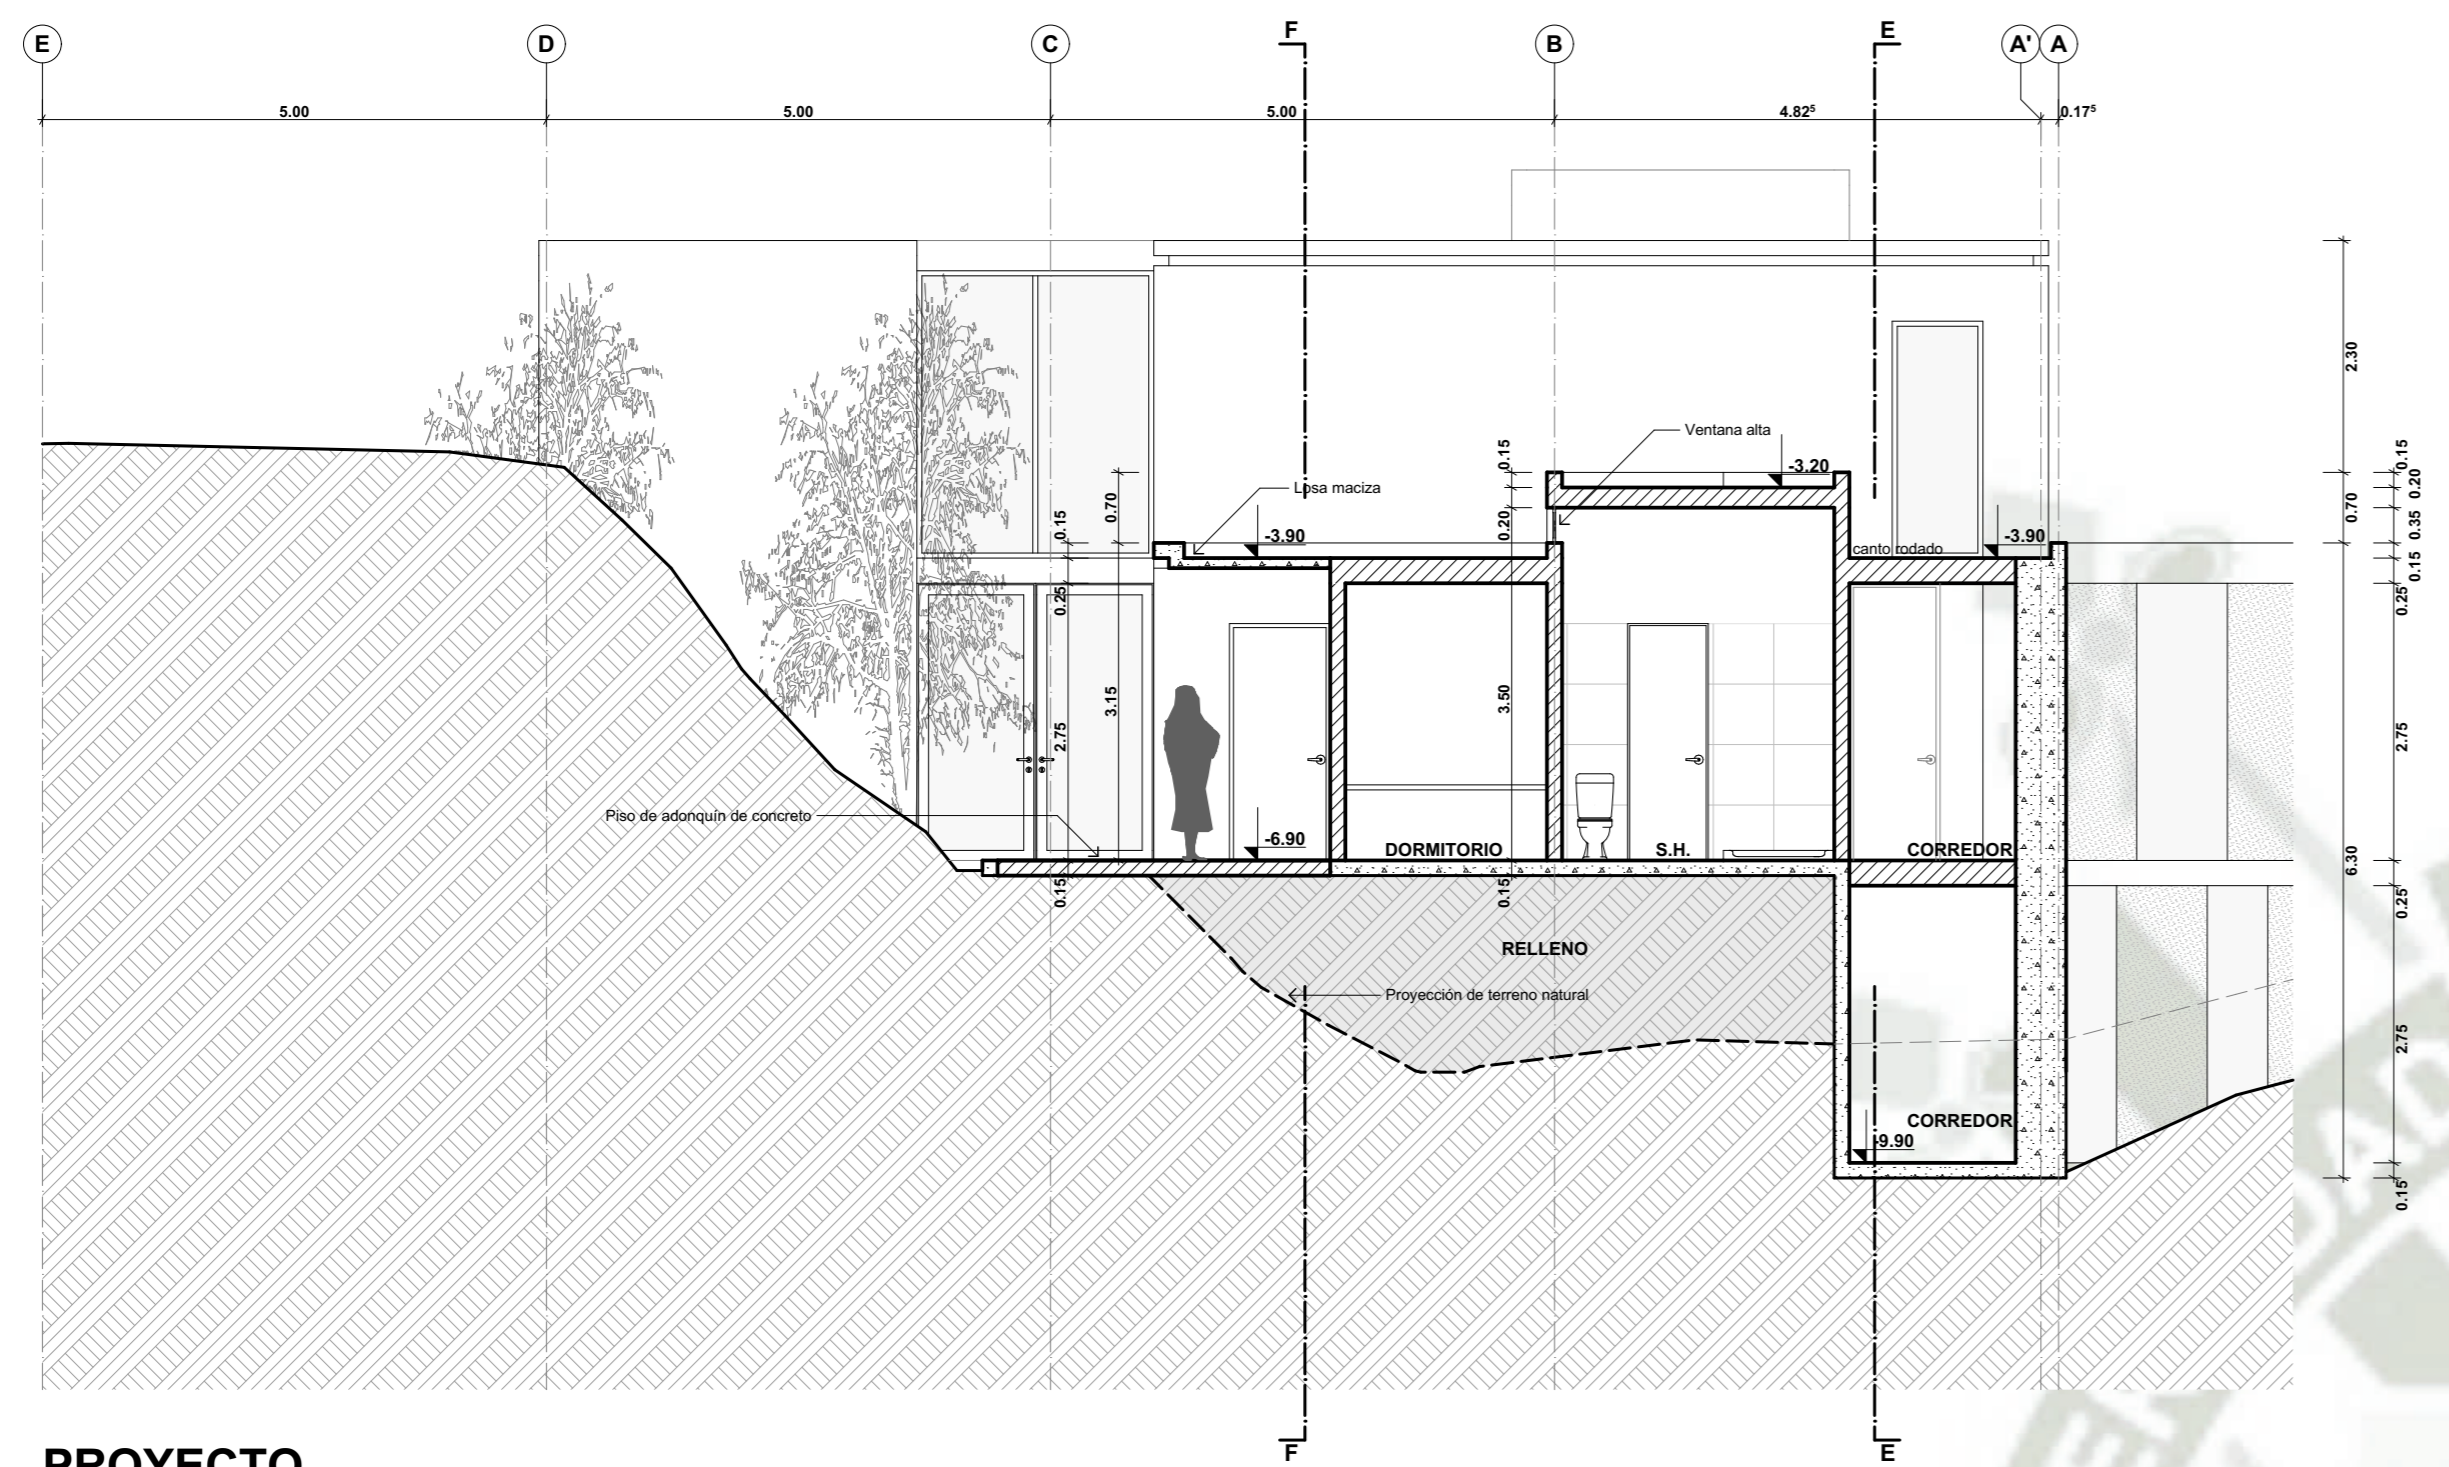 E D C F B E A' A
5.00 5.00 5.00 4.82⁵ 0.17⁵
2.30
Ventana alta
0.15 -3.20 0.15
Losa maciza
0.70 0.20 0.20
0.15 -3.90 0.70 0.35
canto rodado -3.90
0.15
0.25 0.25
3.15 3.50
2.75 2.75
Piso de adonquín de concreto
-6.90
DORMITORIO S.H. CORREDOR
6.30
0.15 0.15 0.25
RELLENO
Proyección de terreno natural
2.75
CORREDOR
-9.90
0.15
F E
PROYECTO